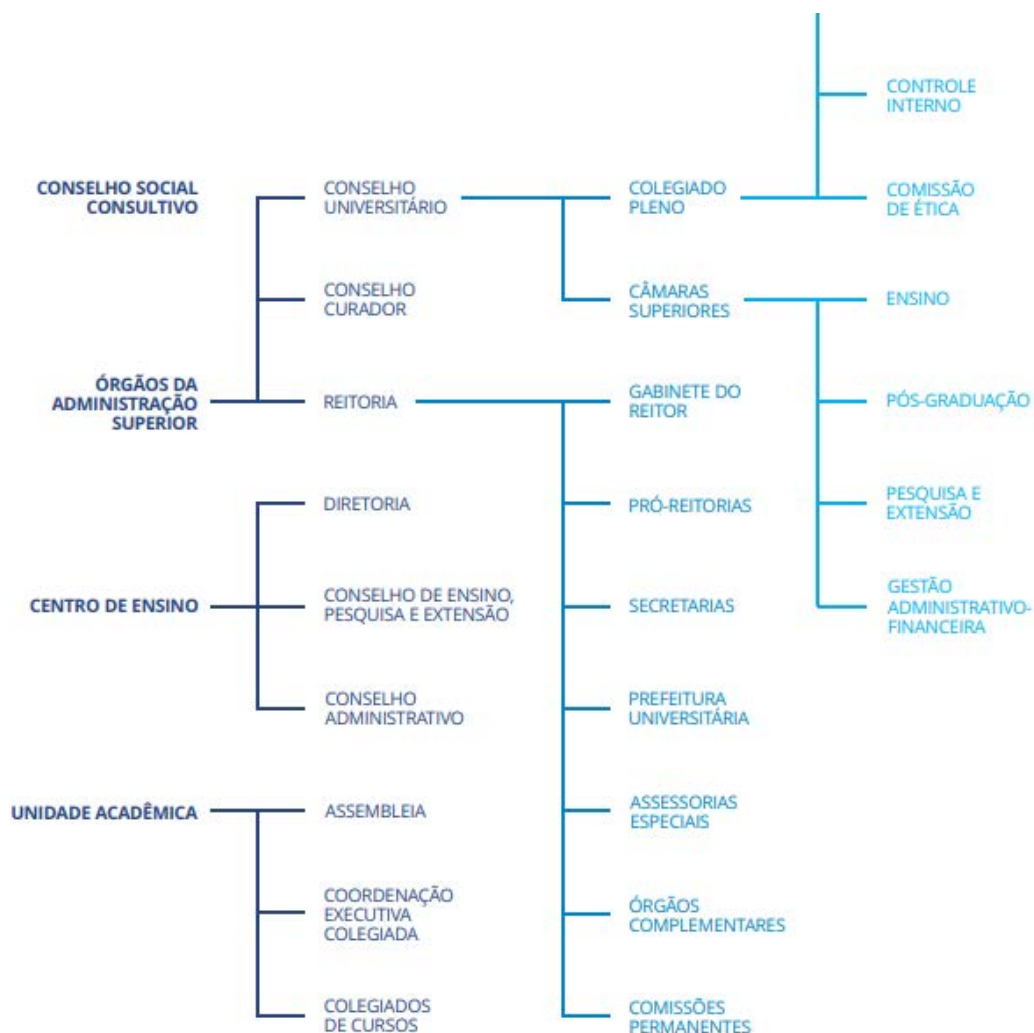 CONTROLE
INTERNO
CONSELHO SOCIAL
CONSULTIVO
CONSELHO
UNIVERSITÁRIO
COLEGIADO
PLENO
COMISSÃO
DE ÉTICA
CONSELHO
CURADOR
CÂMARAS
SUPERIORES
ENSINO
ÓRGÃOS DA
ADMINISTRAÇÃO
SUPERIOR
REITORIA
GABINETE DO
REITOR
PÓS-GRADUAÇÃO
DIRETORIA
PRÓ-REITORIAS
PESQUISA E
EXTENSÃO
CENTRO DE ENSINO
CONSELHO DE ENSINO,
PESQUISA E EXTENSÃO
SECRETARIAS
GESTÃO
ADMINISTRATIVO-
FINANCEIRA
CONSELHO
ADMINISTRATIVO
PREFEITURA
UNIVERSITÁRIA
UNIDADE ACADÊMICA
ASSEMBLEIA
ASSESSORIAS
ESPECIAIS
COORDENAÇÃO
EXECUTIVA
COLEGIADA
ÓRGÃOS
COMPLEMENTARES
COLEGIADOS
DE CURSOS
COMISSÕES
PERMANENTES